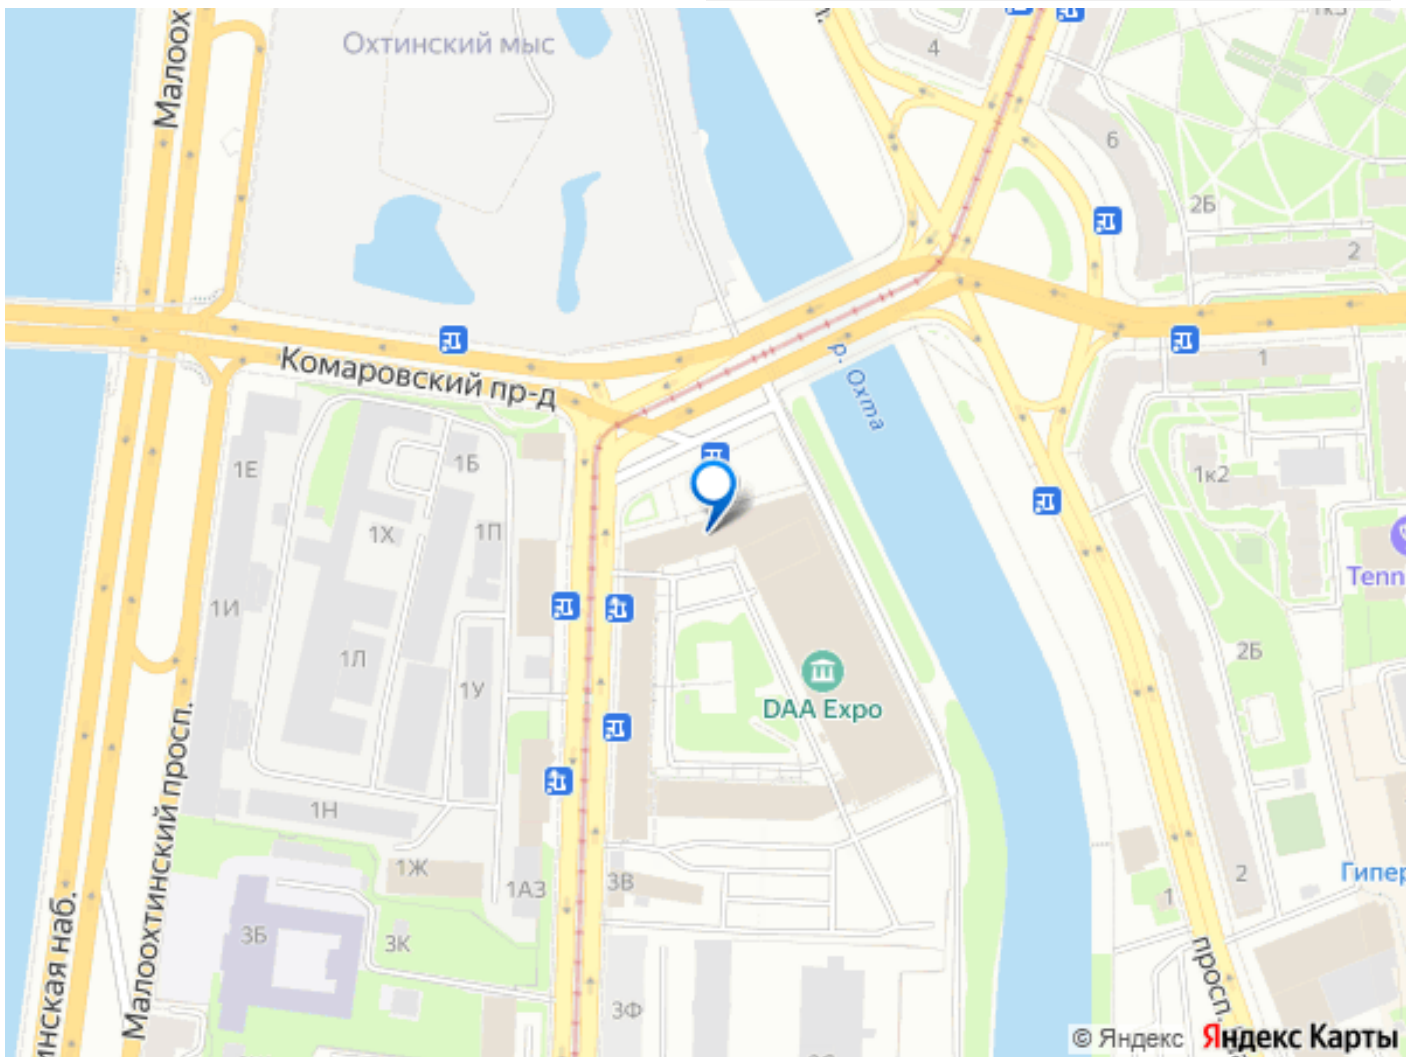 Охтинский мыс
Малоох
4
6
2Б
2
Комаровский пр-д
р. Охта
1
1Е
1Б
1к2
1Х
1П
Tenn
1И
1Л
2Б
1У
DAA Expo
1Н
Малоохтинский просп.
1Ж
1АЗ
3В
2
1
Гипер
3Б
3К
инская наб.
просп.
3Ф
© Яндекс
Яндекс Карты